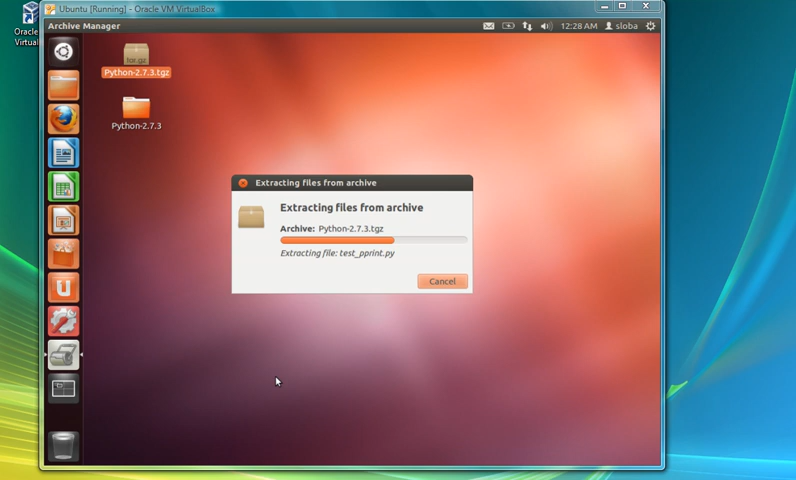 Ubuntu [Running] - Oracle VM VirtualBox
Oracle
Virtual
Archive Manager
12:28 AM
sloba
tar.gz
Python-2.7.3.tgz
Python-2.7.3
Extracting files from archive
Extracting files from archive
Archive: Python-2.7.3.tgz
Extracting file: test_pprint.py
Cancel